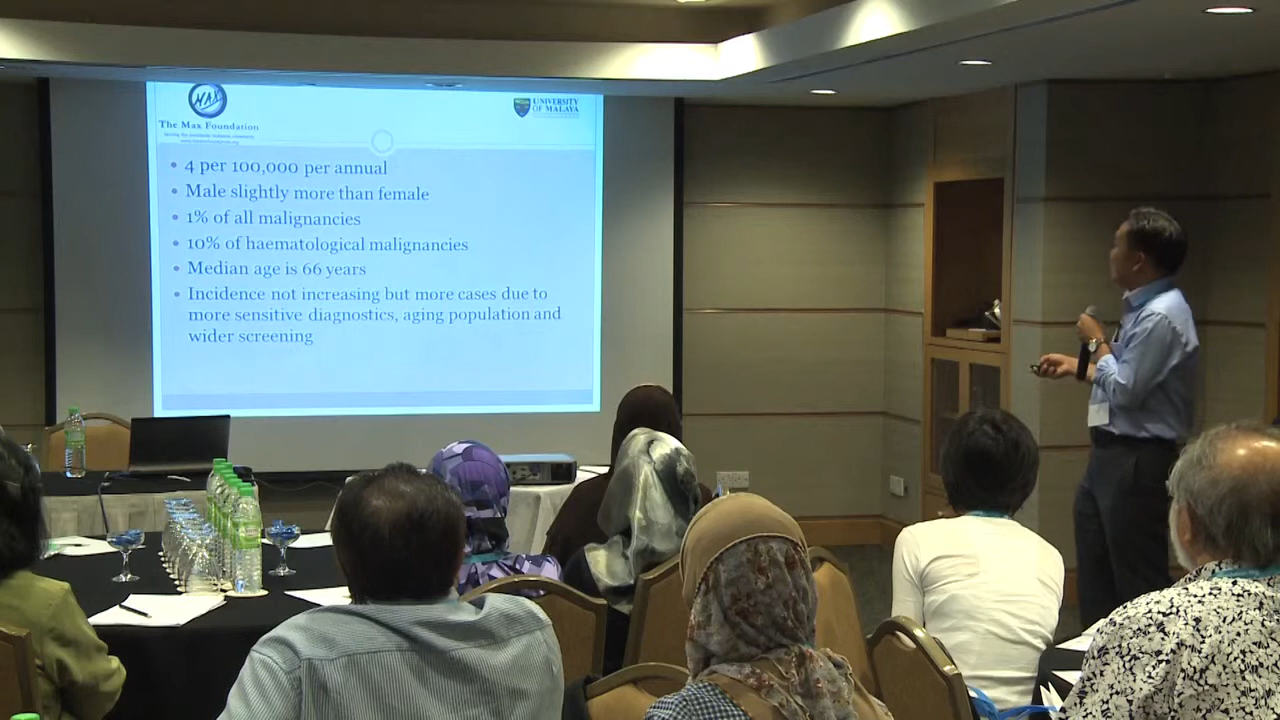 MAX
The Max Foundation
UNIVERSITY
OF MALAYA
• 4 per 100,000 per annual
• Male slightly more than female
• 1% of all malignancies
• 10% of haematological malignancies
• Median age is 66 years
• Incidence not increasing but more cases due to
more sensitive diagnostics, aging population and
wider screening